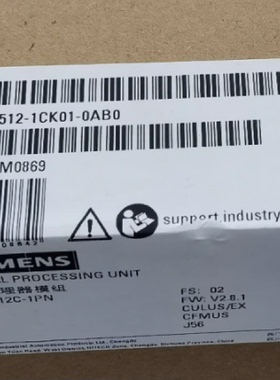 512-1CK01-0AB0
M0869
support.industry
MENS
L PROCESSING UNIT
理器模组
12C-1PN
FS: 02
FW: V2.8.1
CULUS/EX
CFMUS
J56